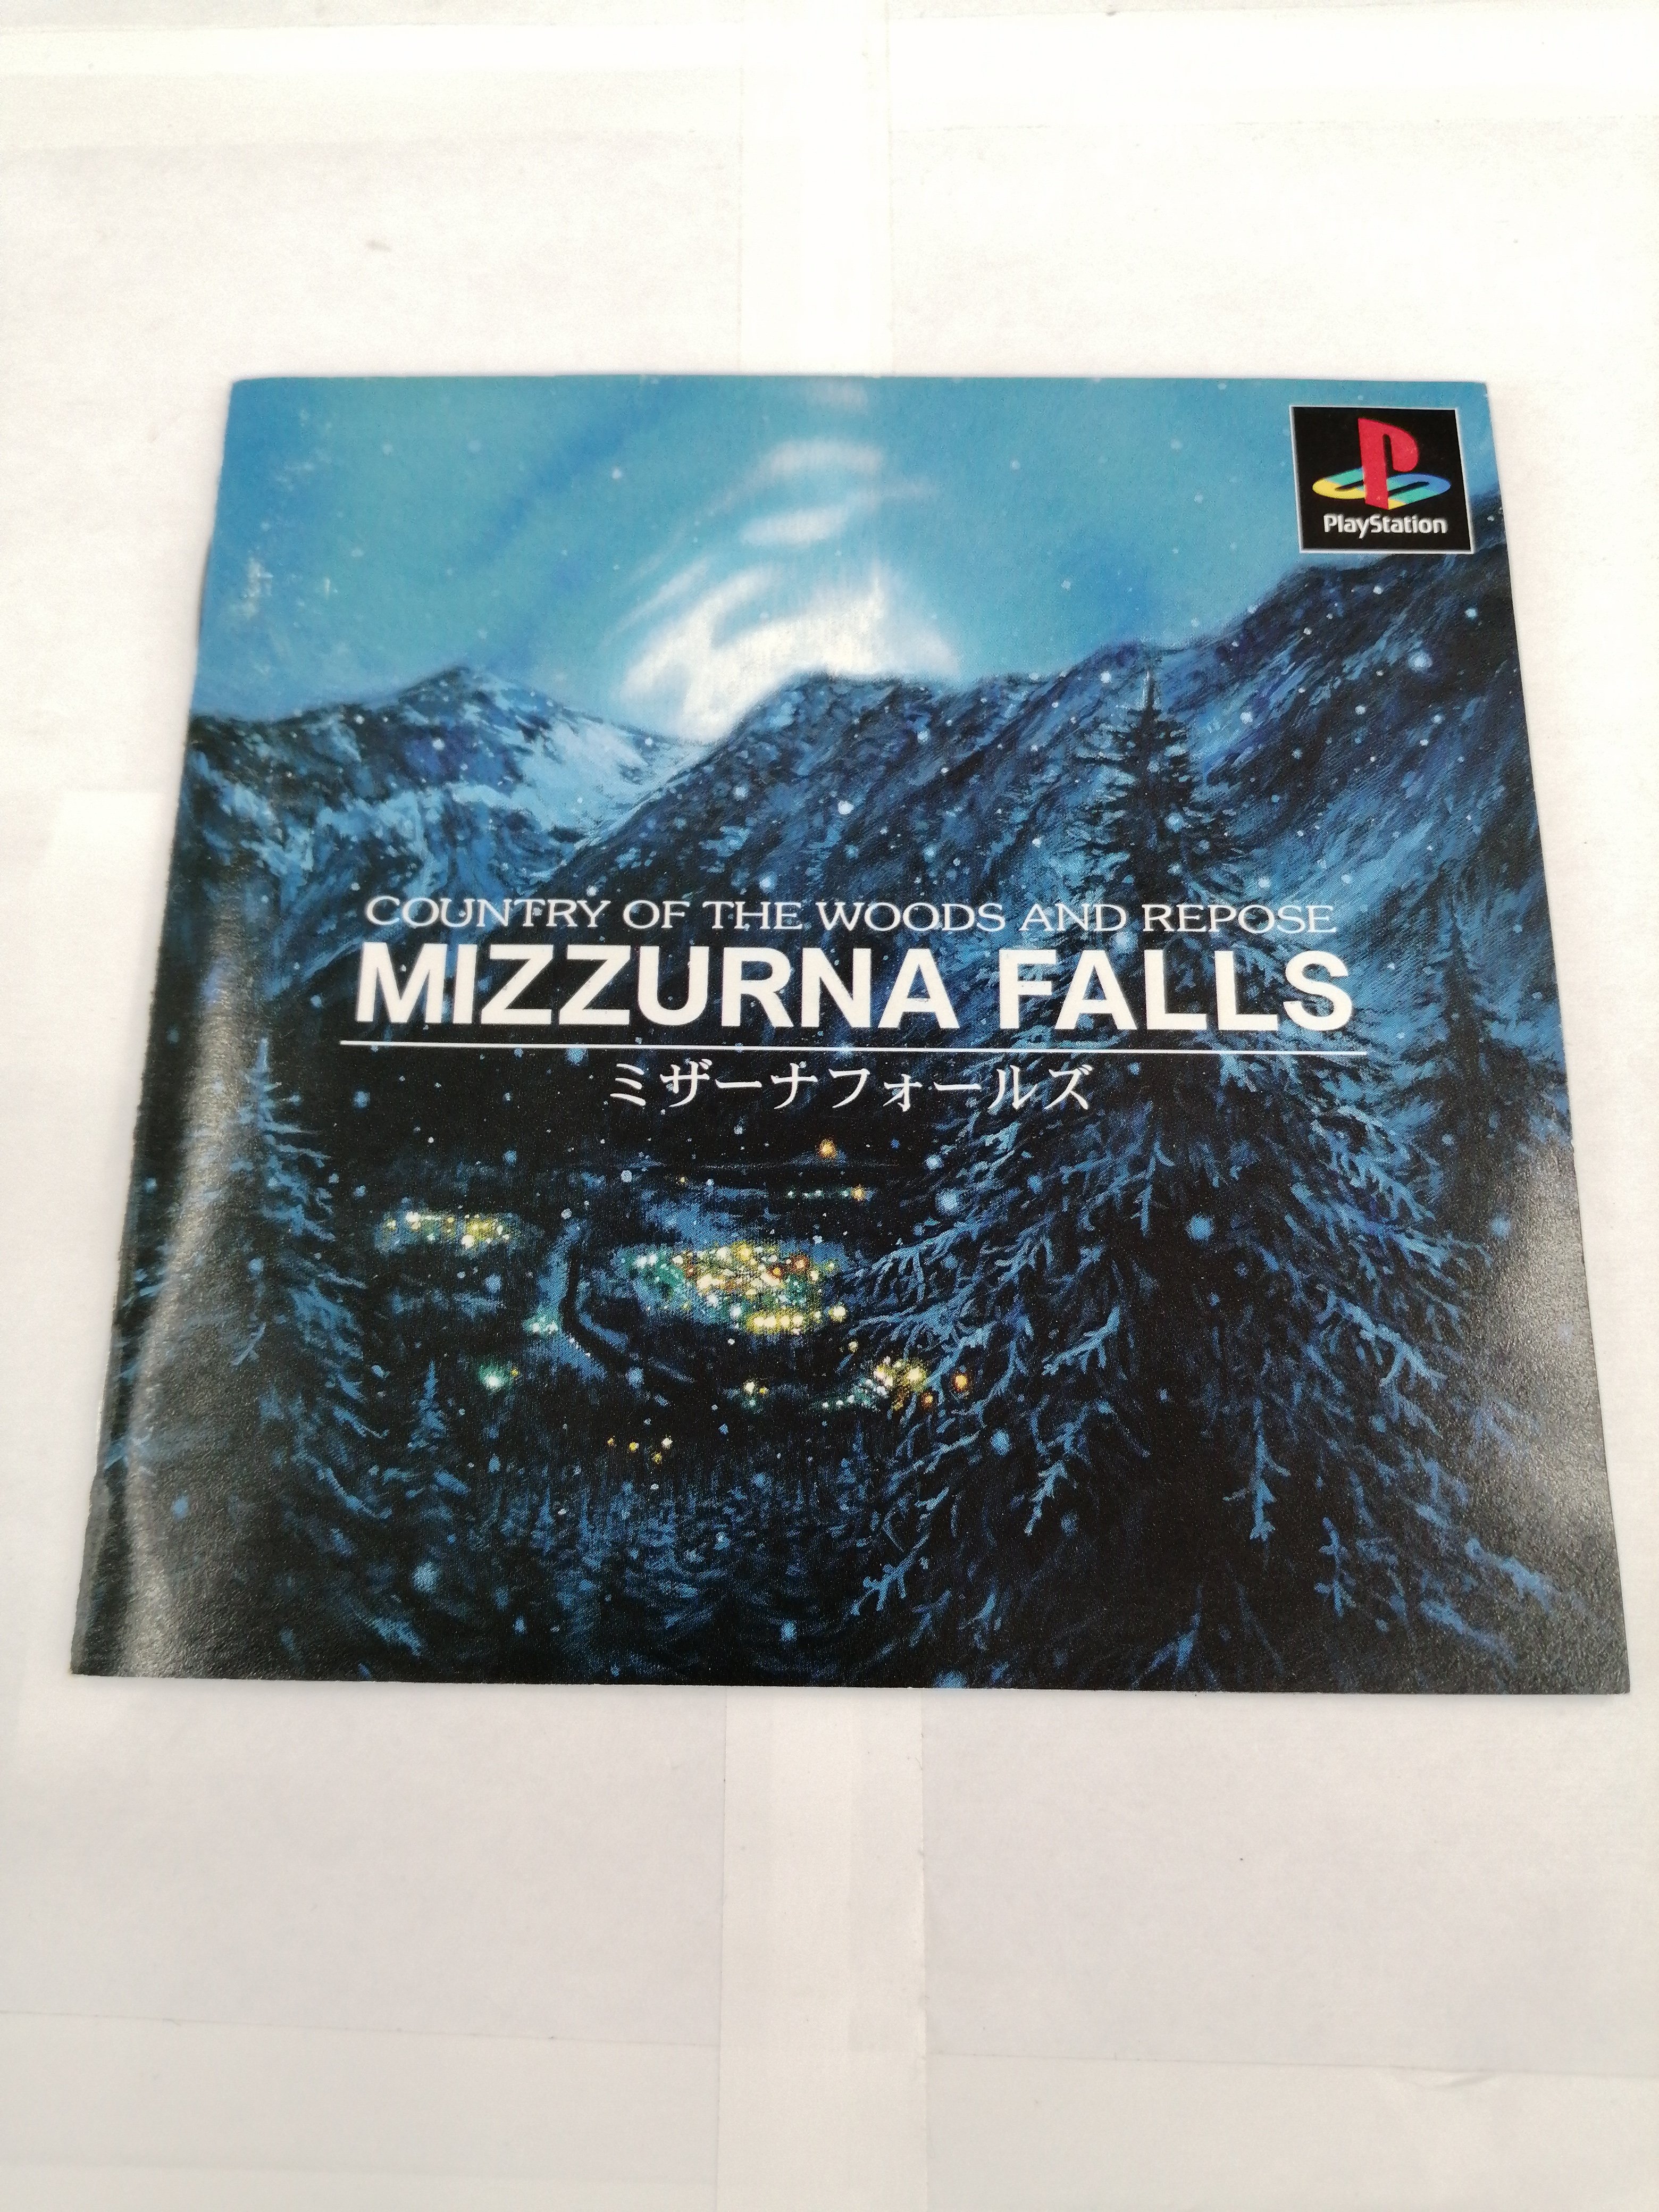 PlayStation
COUNTRY OF THE WOODS AND REPOSE
MIZZURNA FALLS
ミザーナフォールズ